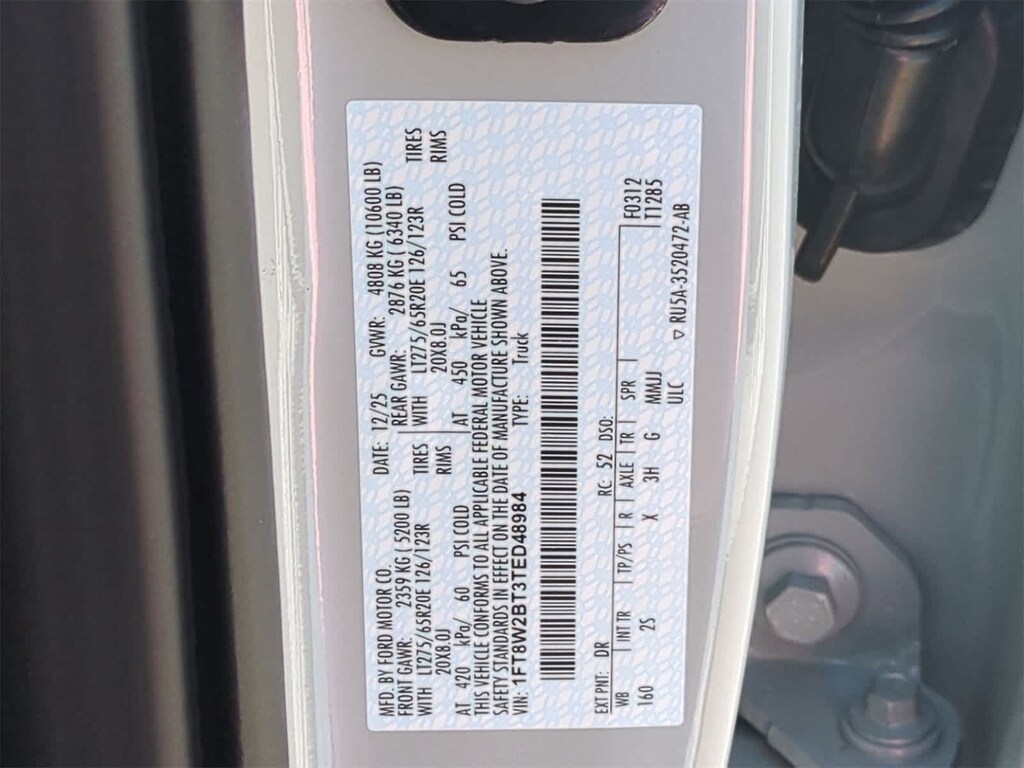 MFD. BY FORD MOTOR CO. DATE: 12/25 GVWR: 4808 KG (10600 LB)
FRONT GAWR: 2359 KG ( 5200 LB) REAR GAWR: 2876 KG ( 6340 LB)
WITH LT275/65R20E 126/123R TIRES WITH LT275/65R20E 126/123R TIRES
20X8.0J RIMS 20X8.0J RIMS
AT 420 kPa/ 60 PSI COLD AT 450 kPa/ 65 PSI COLD
THIS VEHICLE CONFORMS TO ALL APPLICABLE FEDERAL MOTOR VEHICLE
SAFETY STANDARDS IN EFFECT ON THE DATE OF MANUFACTURE SHOWN ABOVE.
VIN: 1FT8W2BT3TED48984 TYPE: Truck
EXT PNT: DR RC: 52 DSO: F0312
WB INT TR TP/PS R AXLE TR SPR T1285
160 2S X 3H G MMJJ
ULC ▽ RU5A-3520472-AB